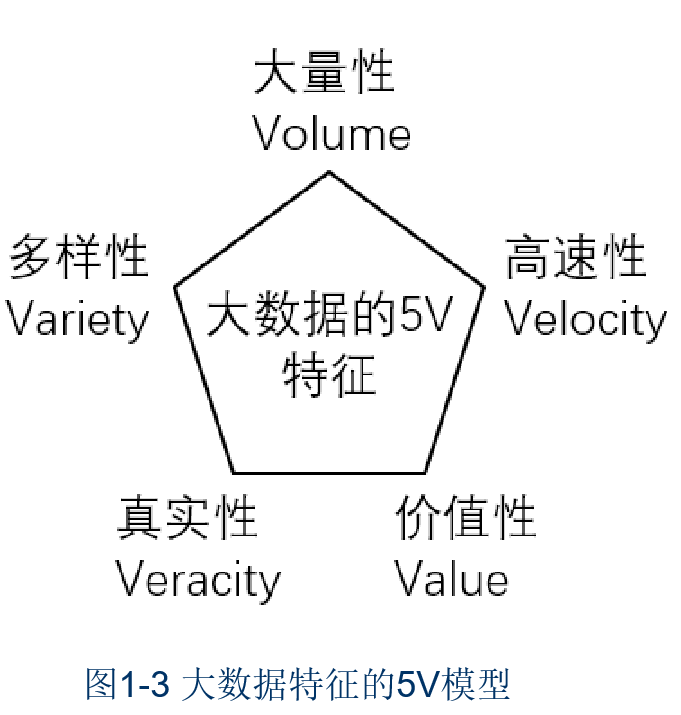 大量性
Volume
多样性
Variety
高速性
Velocity
大数据的5V
特征
真实性
Veracity
价值性
Value
图1-3 大数据特征的5V模型